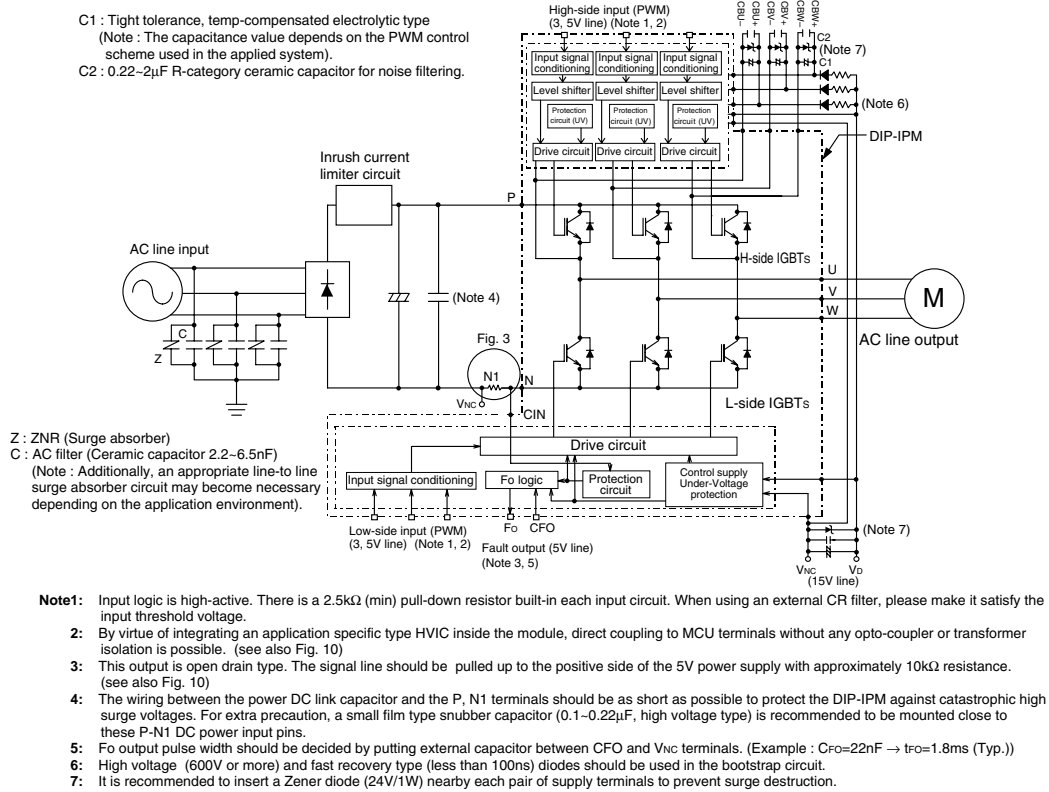 C1 : Tight tolerance, temp-compensated electrolytic type
(Note : The capacitance value depends on the PWM control
scheme used in the applied system).
C2 : 0.22~2μF R-category ceramic capacitor for noise filtering.
High-side input (PWM)
(3, 5V line) (Note 1, 2)
CBU–
CBU+
CBV–
CBV+
CBW–
CBW+
C2
(Note 7)
C1
(Note 6)
Input signal conditioning
Input signal conditioning
Input signal conditioning
Level shifter
Level shifter
Level shifter
Protection circuit (UV)
Protection circuit (UV)
Protection circuit (UV)
Drive circuit
Drive circuit
Drive circuit
DIP-IPM
Inrush current
limiter circuit
P
AC line input
H-side IGBTS
U
V
W
M
AC line output
(Note 4)
C
Z
Fig. 3
N1
N
VNC
CIN
L-side IGBTS
Z : ZNR (Surge absorber)
C : AC filter (Ceramic capacitor 2.2~6.5nF)
(Note : Additionally, an appropriate line-to line
surge absorber circuit may become necessary
depending on the application environment).
Drive circuit
Input signal conditioning
Fo logic
Protection
circuit
Control supply
Under-Voltage
protection
Low-side input (PWM)
(3, 5V line) (Note 1, 2)
FO
CFO
Fault output (5V line)
(Note 3, 5)
(Note 7)
VNC
VD
(15V line)
Note1: Input logic is high-active. There is a 2.5kΩ (min) pull-down resistor built-in each input circuit. When using an external CR filter, please make it satisfy the
input threshold voltage.
2: By virtue of integrating an application specific type HVIC inside the module, direct coupling to MCU terminals without any opto-coupler or transformer
isolation is possible. (see also Fig. 10)
3: This output is open drain type. The signal line should be pulled up to the positive side of the 5V power supply with approximately 10kΩ resistance.
(see also Fig. 10)
4: The wiring between the power DC link capacitor and the P, N1 terminals should be as short as possible to protect the DIP-IPM against catastrophic high
surge voltages. For extra precaution, a small film type snubber capacitor (0.1~0.22μF, high voltage type) is recommended to be mounted close to
these P-N1 DC power input pins.
5: Fo output pulse width should be decided by putting external capacitor between CFO and VNC terminals. (Example : CFO=22nF → tFO=1.8ms (Typ.))
6: High voltage (600V or more) and fast recovery type (less than 100ns) diodes should be used in the bootstrap circuit.
7: It is recommended to insert a Zener diode (24V/1W) nearby each pair of supply terminals to prevent surge destruction.